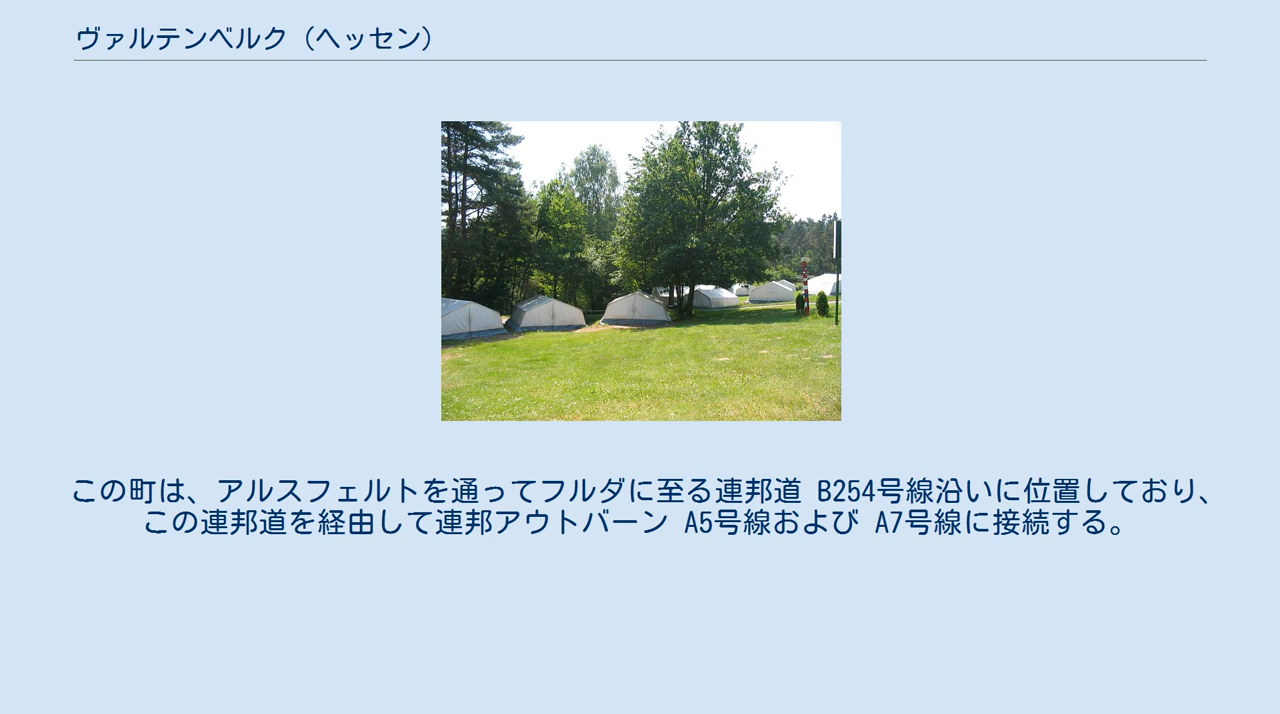 ヴァルテンベルク (ヘッセン)
この町は、アルスフェルトを通ってフルダに至る連邦道 B254号線沿いに位置しており、
この連邦道を経由して連邦アウトバーン A5号線および A7号線に接続する。